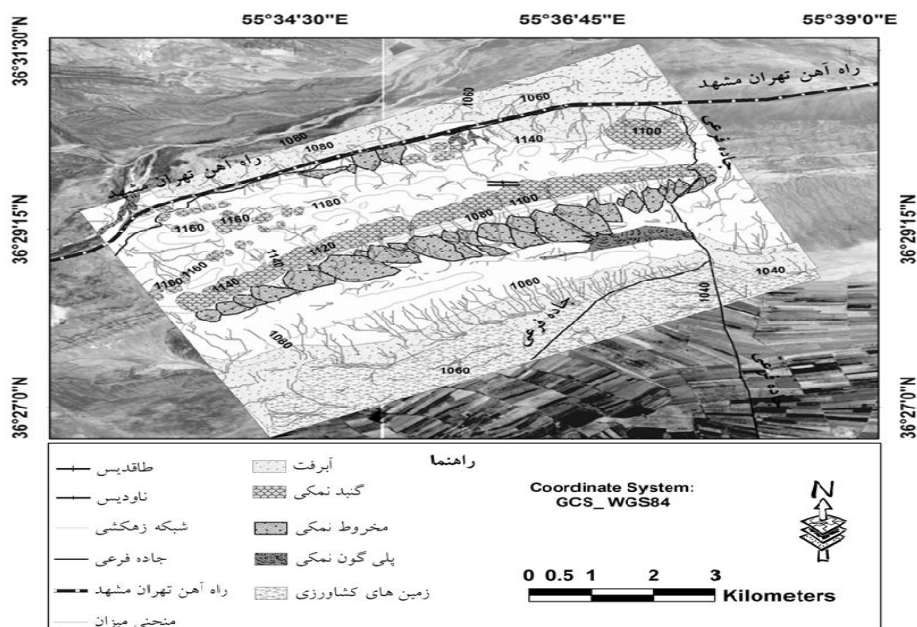 55°34'30"E 55°36'45"E 55°39'0"E
36°31'30"N
36°29'15"N 36°29'15"N
36°27'0"N 36°27'0"N
راه آهن تهران مشهد
1060
1060
1080
1080
1140
1100
جاده فرعی
راه آهن تهران مشهد
1180
1160
1160
1100
1080
1120
1140
1160
1180
1140
1060
1040
1040
جاده فرعی
1080
1060
جاده فرعی
راهنما
طاقدیس
ناودیس
شبکه زهکشی
جاده فرعی
راه آهن تهران مشهد
منحنی میزان
آبرفت
گنبد نمکی
مخروط نمکی
پلی گون نمکی
زمین های کشاورزی
Coordinate System:
GCS_WGS84
N
0 0.5 1 2 3
Kilometers